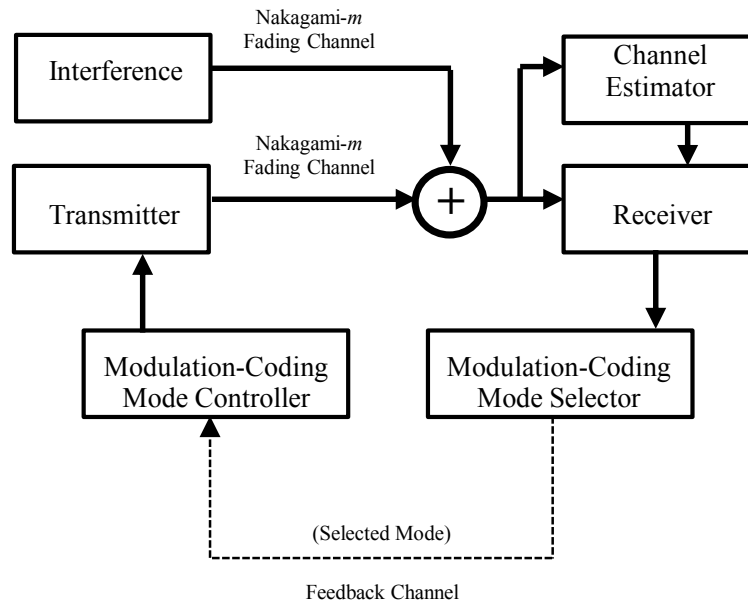 Nakagami-m
Fading Channel
Interference
Channel
Estimator
Nakagami-m
Fading Channel
Transmitter
+
Receiver
Modulation-Coding
Mode Controller
Modulation-Coding
Mode Selector
(Selected Mode)
Feedback Channel